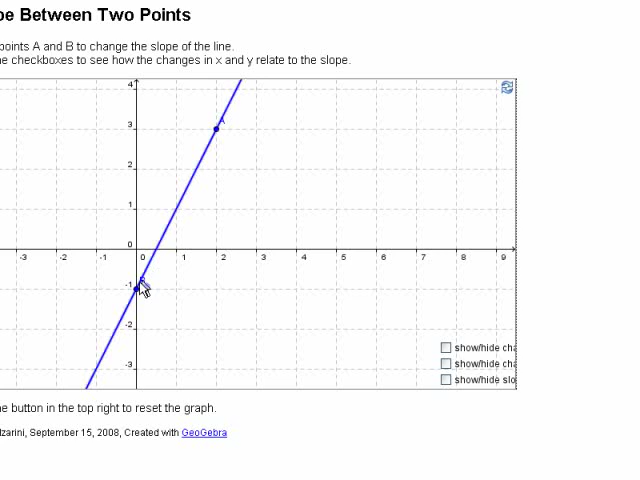 pe Between Two Points
points A and B to change the slope of the line.
he checkboxes to see how the changes in x and y relate to the slope.
4
A
3
2
1
0
-3 -2 -1 0 1 2 3 4 5 6 7 8 9
B
-1
-2
-3
show/hide cha
show/hide cha
show/hide slo
he button in the top right to reset the graph.
tzarini, September 15, 2008, Created with GeoGebra